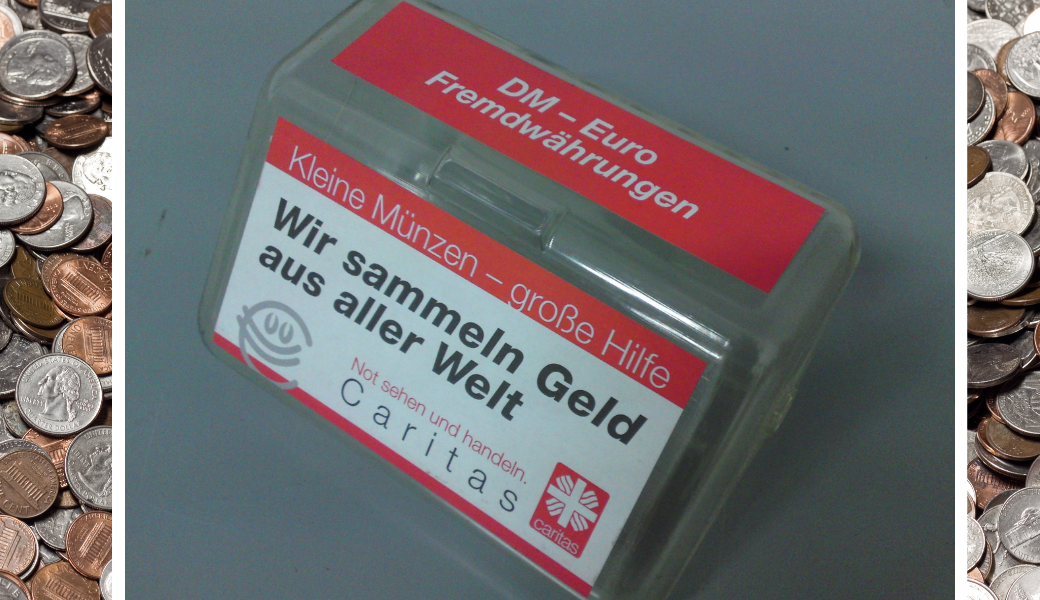 DM – Euro
Fremdwährungen
Kleine Münzen – große Hilfe
Wir sammeln Geld
aus aller Welt
Not sehen und handeln.
Caritas
caritas